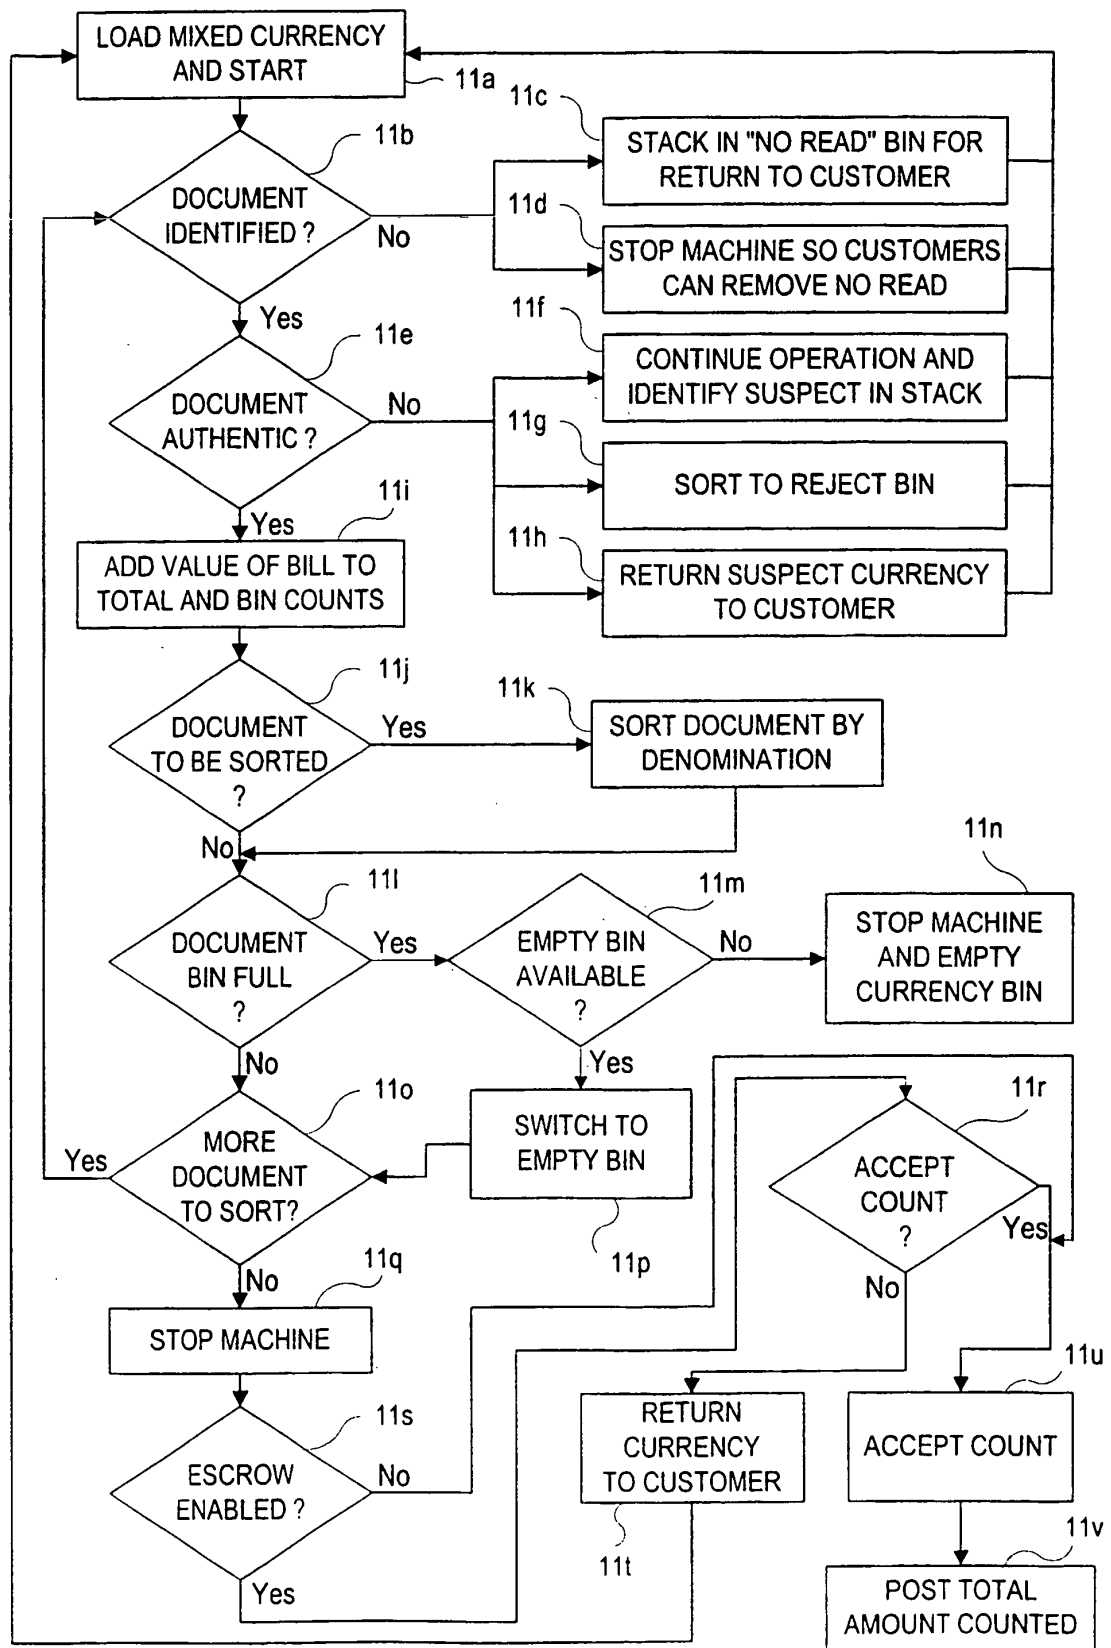 LOAD MIXED CURRENCY
AND START
11a
11b
DOCUMENT
IDENTIFIED ?
No
Yes
11c
STACK IN "NO READ" BIN FOR
RETURN TO CUSTOMER
11d
STOP MACHINE SO CUSTOMERS
CAN REMOVE NO READ
11e
DOCUMENT
AUTHENTIC ?
No
Yes
11f
CONTINUE OPERATION AND
IDENTIFY SUSPECT IN STACK
11g
SORT TO REJECT BIN
11h
RETURN SUSPECT CURRENCY
TO CUSTOMER
11i
ADD VALUE OF BILL TO
TOTAL AND BIN COUNTS
11j
DOCUMENT
TO BE SORTED
?
Yes
No
11k
SORT DOCUMENT BY
DENOMINATION
11l
DOCUMENT
BIN FULL
?
Yes
No
11m
EMPTY BIN
AVAILABLE
?
No
Yes
11n
STOP MACHINE
AND EMPTY
CURRENCY BIN
11o
MORE
DOCUMENT
TO SORT?
Yes
No
SWITCH TO
EMPTY BIN
11p
11r
ACCEPT
COUNT
?
Yes
No
11q
STOP MACHINE
11s
ESCROW
ENABLED ?
No
Yes
RETURN
CURRENCY
TO CUSTOMER
11t
11u
ACCEPT COUNT
11v
POST TOTAL
AMOUNT COUNTED